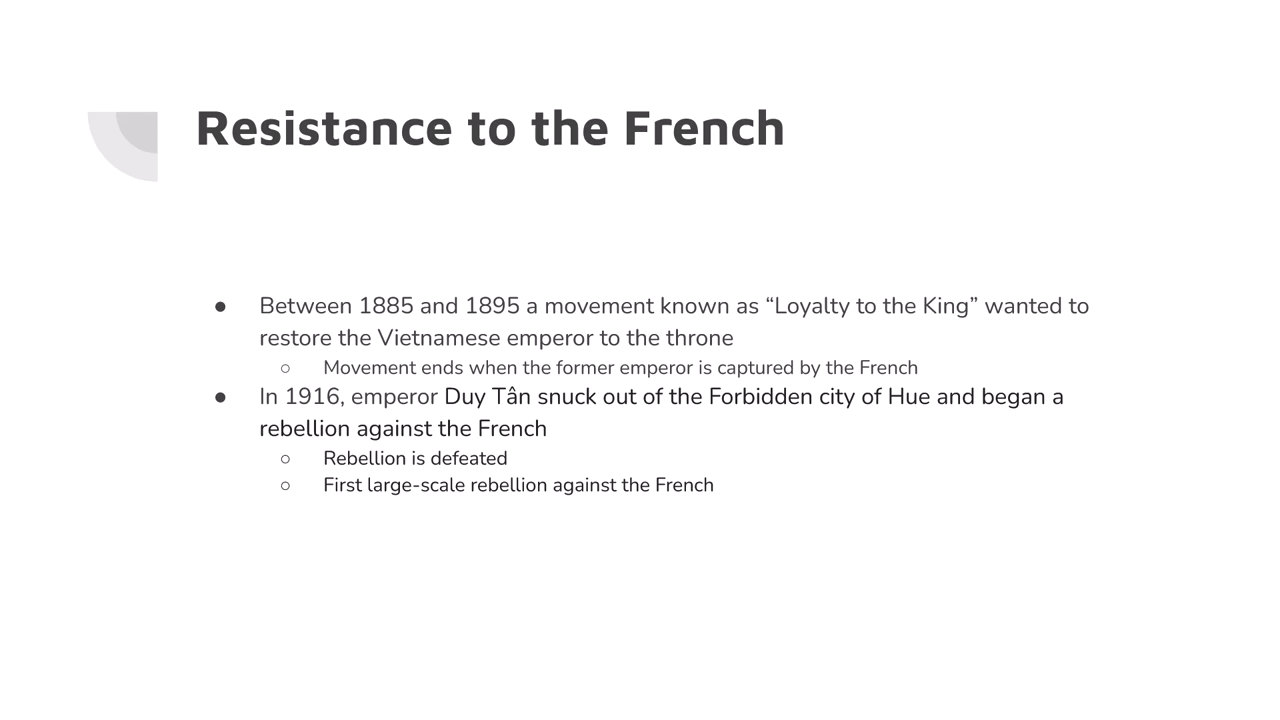 Resistance to the French
● Between 1885 and 1895 a movement known as “Loyalty to the King” wanted to
restore the Vietnamese emperor to the throne
○ Movement ends when the former emperor is captured by the French
● In 1916, emperor Duy Tân snuck out of the Forbidden city of Hue and began a
rebellion against the French
○ Rebellion is defeated
○ First large-scale rebellion against the French